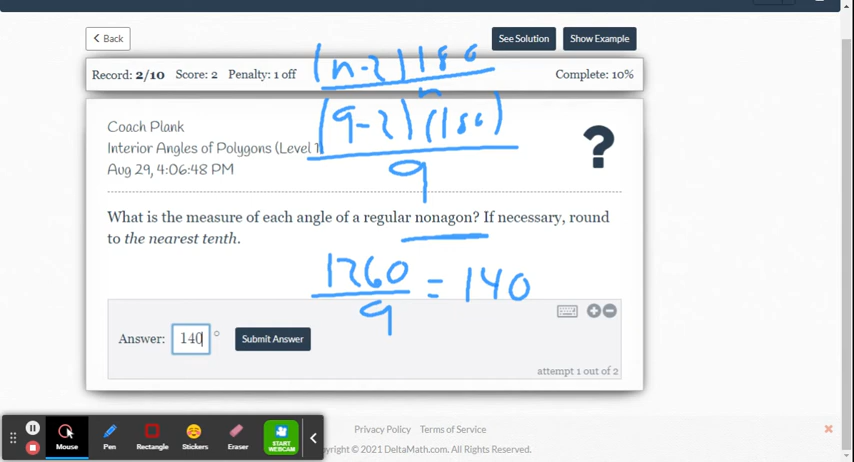 Back
See Solution
Show Example
(n-2)180
n
Record: 2/10 Score: 2 Penalty: 1 off
Complete: 10%
(9-2)(180)
9
Coach Plank
Interior Angles of Polygons (Level 1)
Aug 29, 4:06:48 PM
?
What is the measure of each angle of a regular nonagon? If necessary, round
to the nearest tenth.
1260
9
= 140
Answer: 140 °
Submit Answer
attempt 1 out of 2
Mouse
Pen
Rectangle
Stickers
Eraser
START
WEBCAM
Privacy Policy Terms of Service
pyright © 2021 DeltaMath.com. All Rights Reserved.